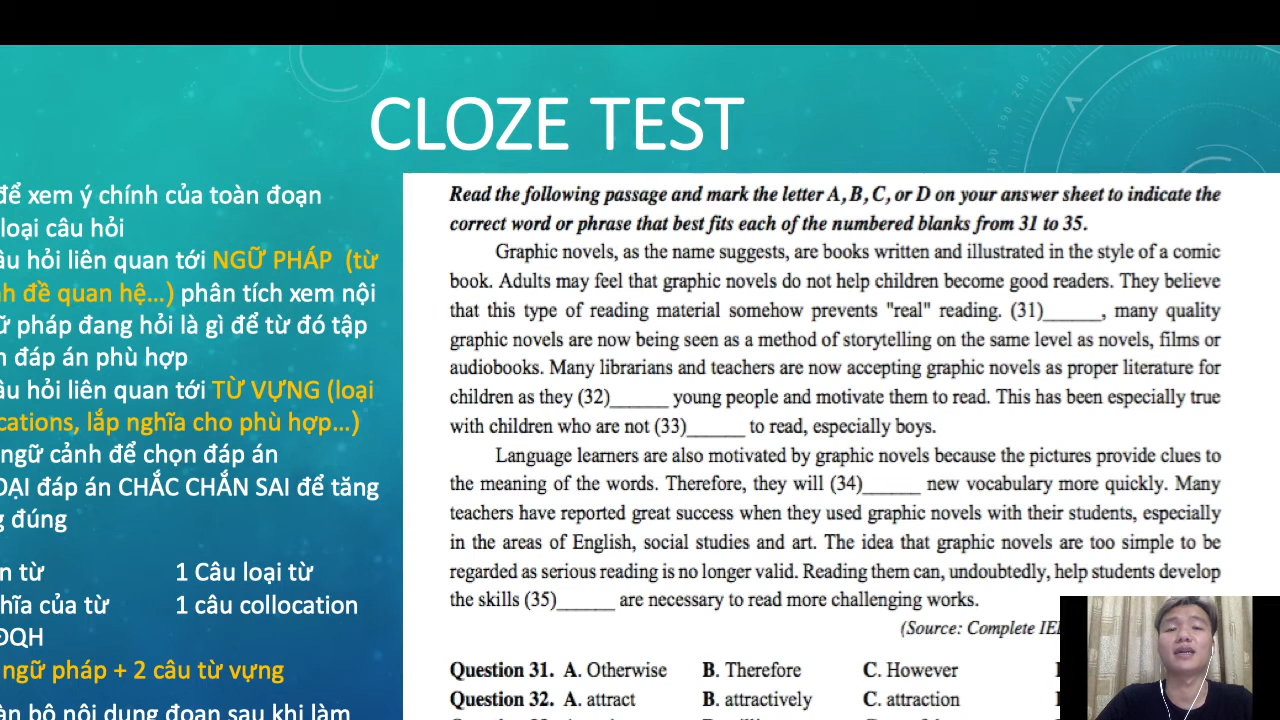 CLOZE TEST
để xem ý chính của toàn đoạn
loại câu hỏi
âu hỏi liên quan tới NGỮ PHÁP (từ
nh đề quan hệ...) phân tích xem nội
ữ pháp đang hỏi là gì để từ đó tập
n đáp án phù hợp
âu hỏi liên quan tới TỪ VỰNG (loại
cations, lắp nghĩa cho phù hợp...)
ngữ cảnh để chọn đáp án
OẠI đáp án CHẮC CHẮN SAI để tăng
g đúng
n từ 1 Câu loại từ
hĩa của từ 1 câu collocation
ĐQH
ngữ pháp + 2 câu từ vựng
àn bộ nội dung đoạn sau khi làm
Read the following passage and mark the letter A, B, C, or D on your answer sheet to indicate the
correct word or phrase that best fits each of the numbered blanks from 31 to 35.
Graphic novels, as the name suggests, are books written and illustrated in the style of a comic
book. Adults may feel that graphic novels do not help children become good readers. They believe
that this type of reading material somehow prevents "real" reading. (31)______, many quality
graphic novels are now being seen as a method of storytelling on the same level as novels, films or
audiobooks. Many librarians and teachers are now accepting graphic novels as proper literature for
children as they (32)______ young people and motivate them to read. This has been especially true
with children who are not (33)______ to read, especially boys.
Language learners are also motivated by graphic novels because the pictures provide clues to
the meaning of the words. Therefore, they will (34)______ new vocabulary more quickly. Many
teachers have reported great success when they used graphic novels with their students, especially
in the areas of English, social studies and art. The idea that graphic novels are too simple to be
regarded as serious reading is no longer valid. Reading them can, undoubtedly, help students develop
the skills (35)______ are necessary to read more challenging works.
(Source: Complete IE
Question 31. A. Otherwise B. Therefore C. However
Question 32. A. attract B. attractively C. attraction